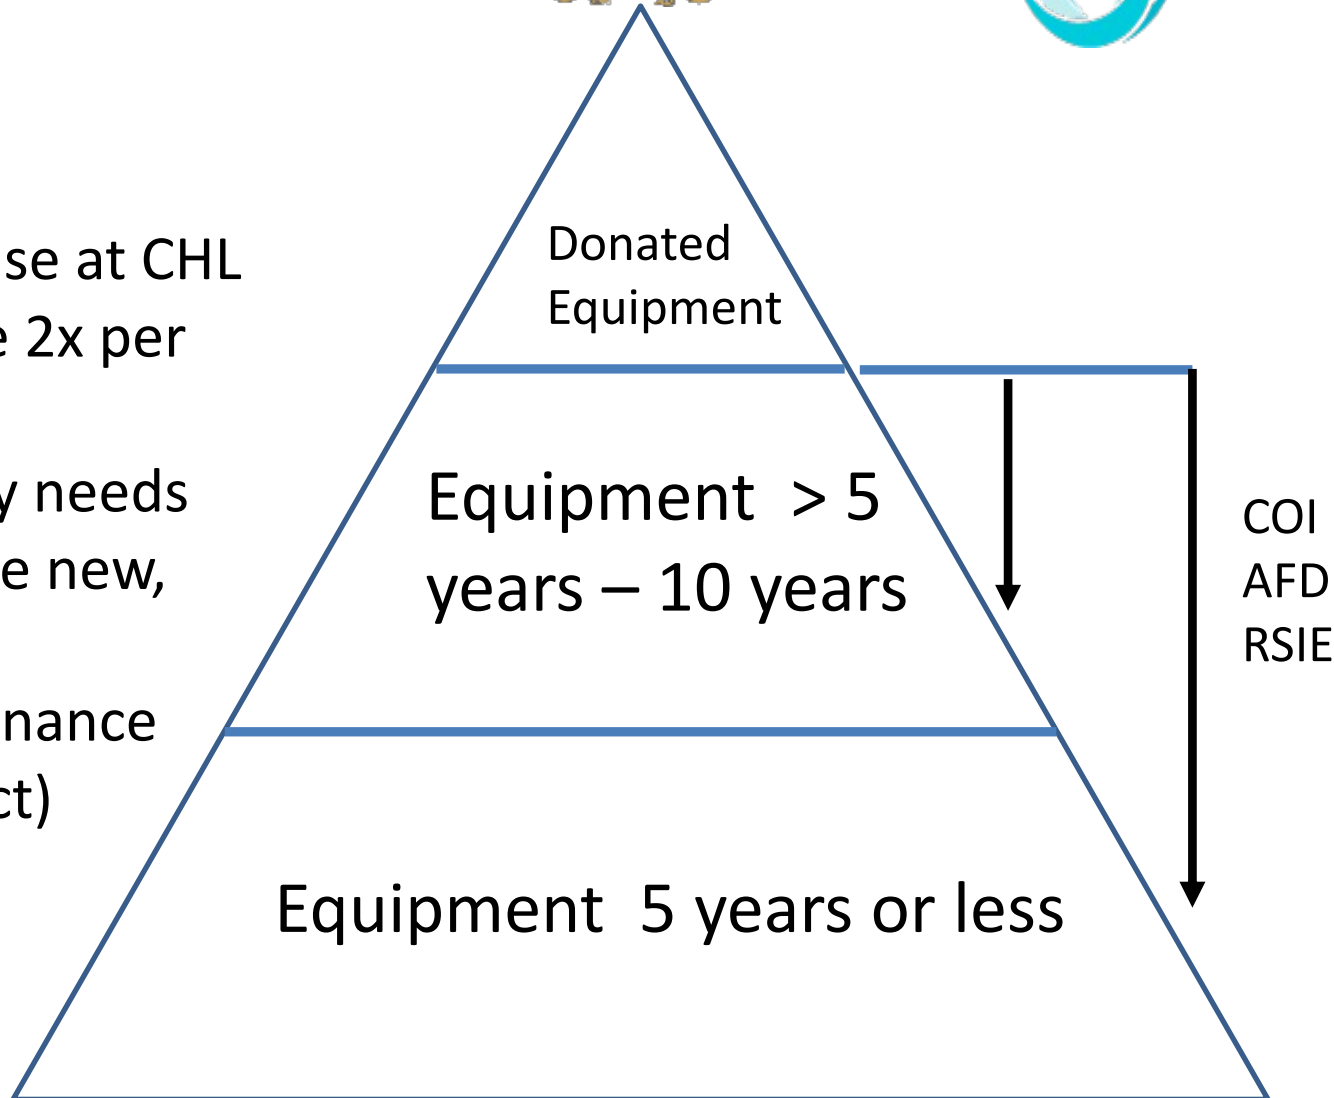 se at CHL
e 2x per
y needs
e new,
nance
ct)
Donated
Equipment
Equipment > 5
years – 10 years
Equipment 5 years or less
COI
AFD
RSIE